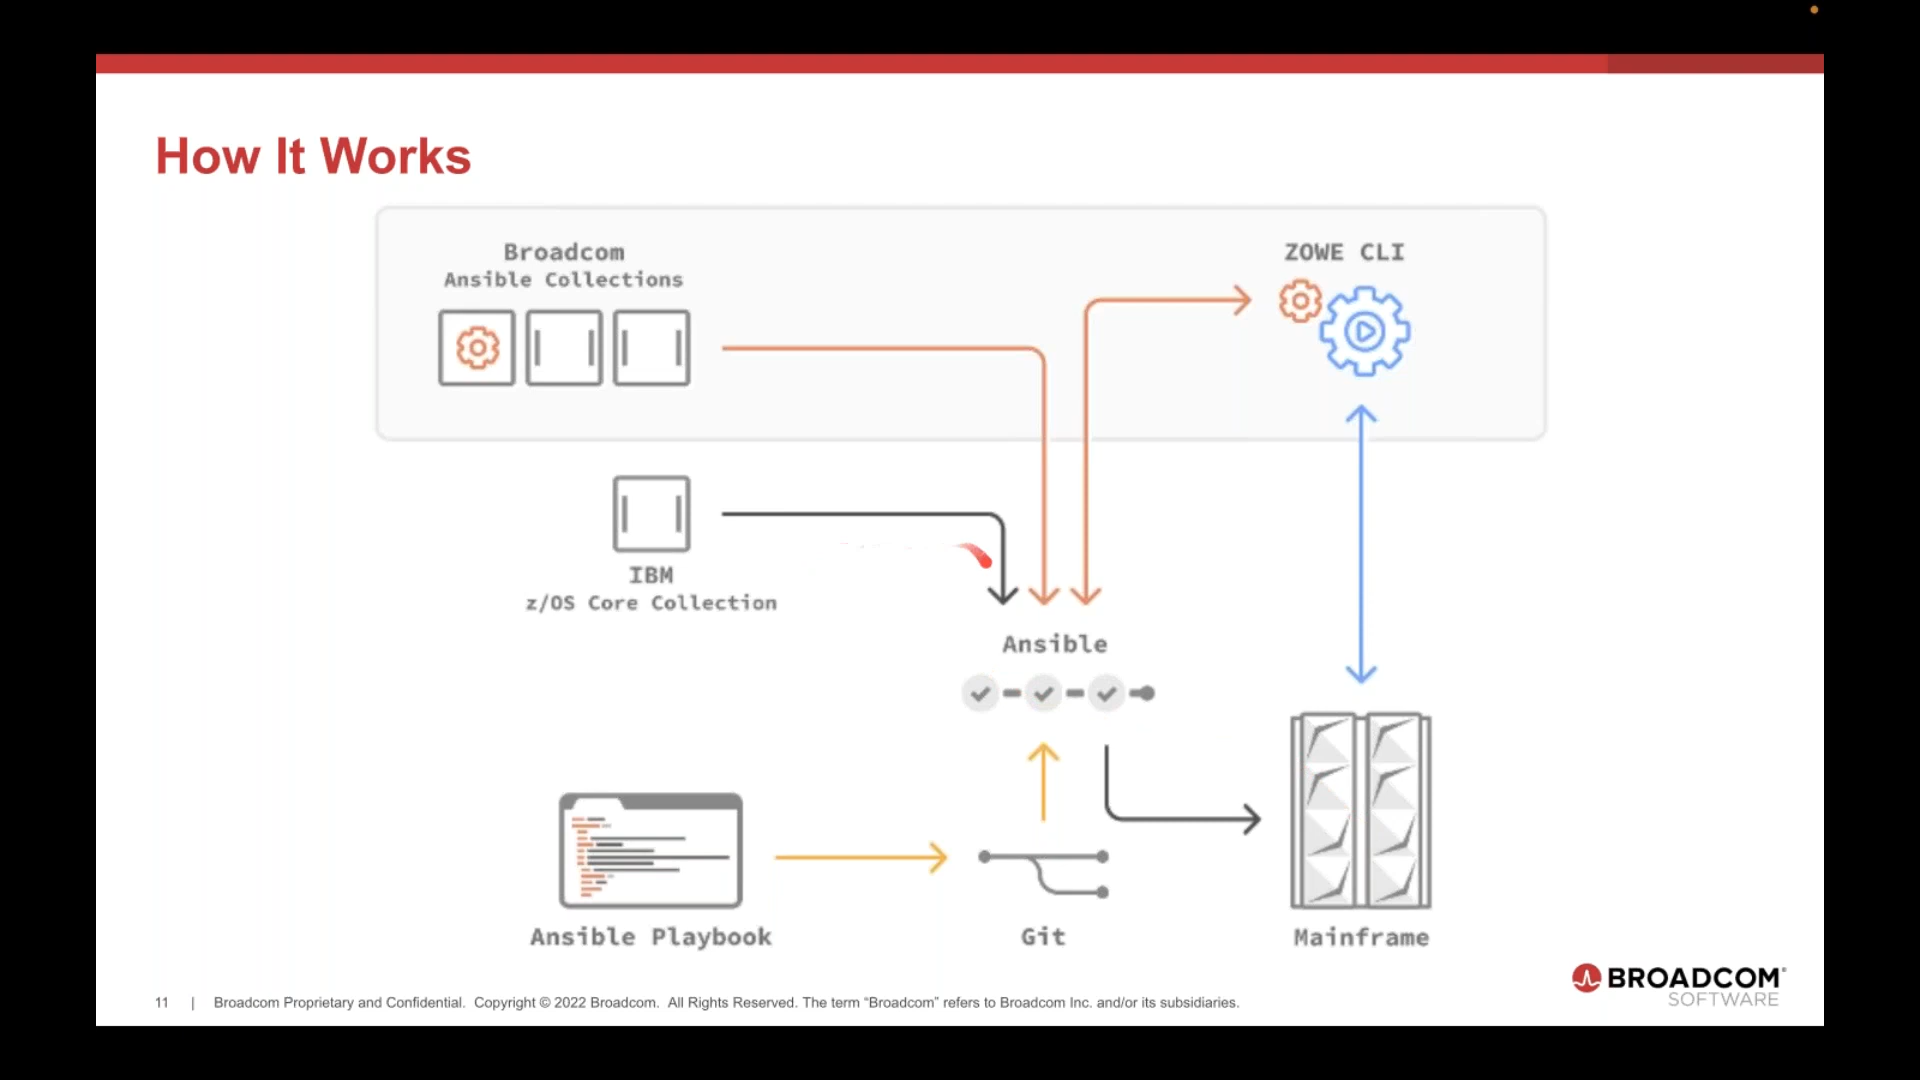 How It Works
Broadcom
Ansible Collections
ZOWE CLI
IBM
z/OS Core Collection
Ansible
Ansible Playbook
Git
Mainframe
BROADCOM®
SOFTWARE
11 | Broadcom Proprietary and Confidential. Copyright © 2022 Broadcom. All Rights Reserved. The term “Broadcom” refers to Broadcom Inc. and/or its subsidiaries.